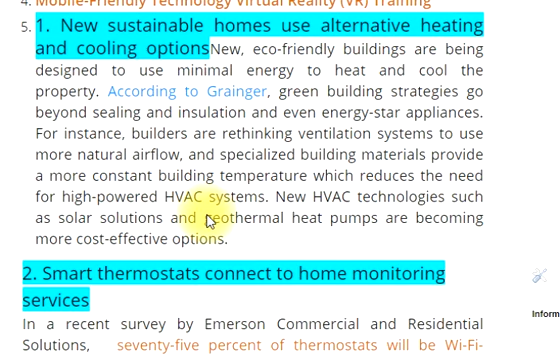 4. Mobile-Friendly Technology Virtual Reality (VR) Training
5. 1. New sustainable homes use alternative heating
and cooling optionsNew, eco-friendly buildings are being
designed to use minimal energy to heat and cool the
property. According to Grainger, green building strategies go
beyond sealing and insulation and even energy-star appliances.
For instance, builders are rethinking ventilation systems to use
more natural airflow, and specialized building materials provide
a more constant building temperature which reduces the need
for high-powered HVAC systems. New HVAC technologies such
as solar solutions and geothermal heat pumps are becoming
more cost-effective options.
2. Smart thermostats connect to home monitoring
services
In a recent survey by Emerson Commercial and Residential
Solutions, seventy-five percent of thermostats will be Wi-Fi-
Inform